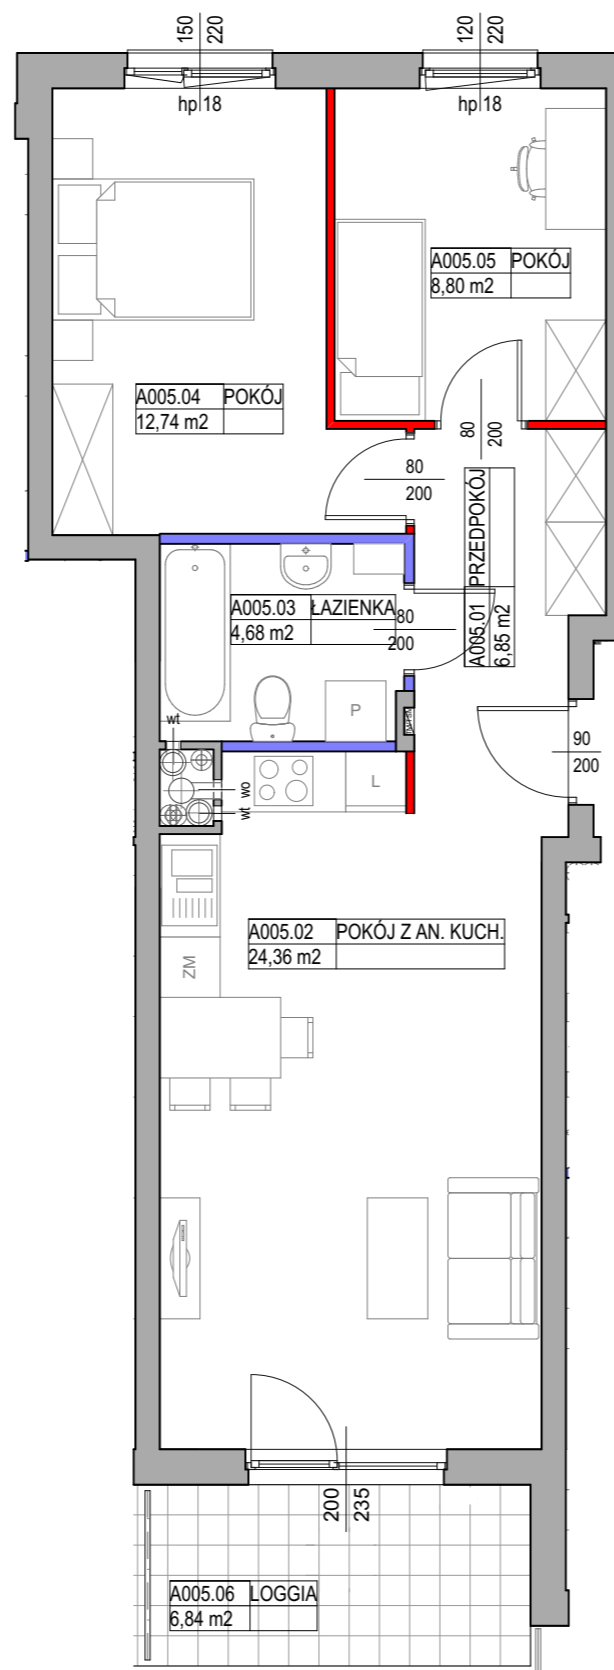 150 220
120 220
hp 18
hp 18
A005.05 POKÓJ
8,80 m2
A005.04 POKÓJ
12,74 m2
80
200
80
200
A005.01 PRZEDPOKÓJ
6,85 m2
A005.03 ŁAZIENKA
4,68 m2
80
200
P
wt
90
200
wo
wt
L
A005.02 POKÓJ Z AN. KUCH.
24,36 m2
ZM
200
235
A005.06 LOGGIA
6,84 m2